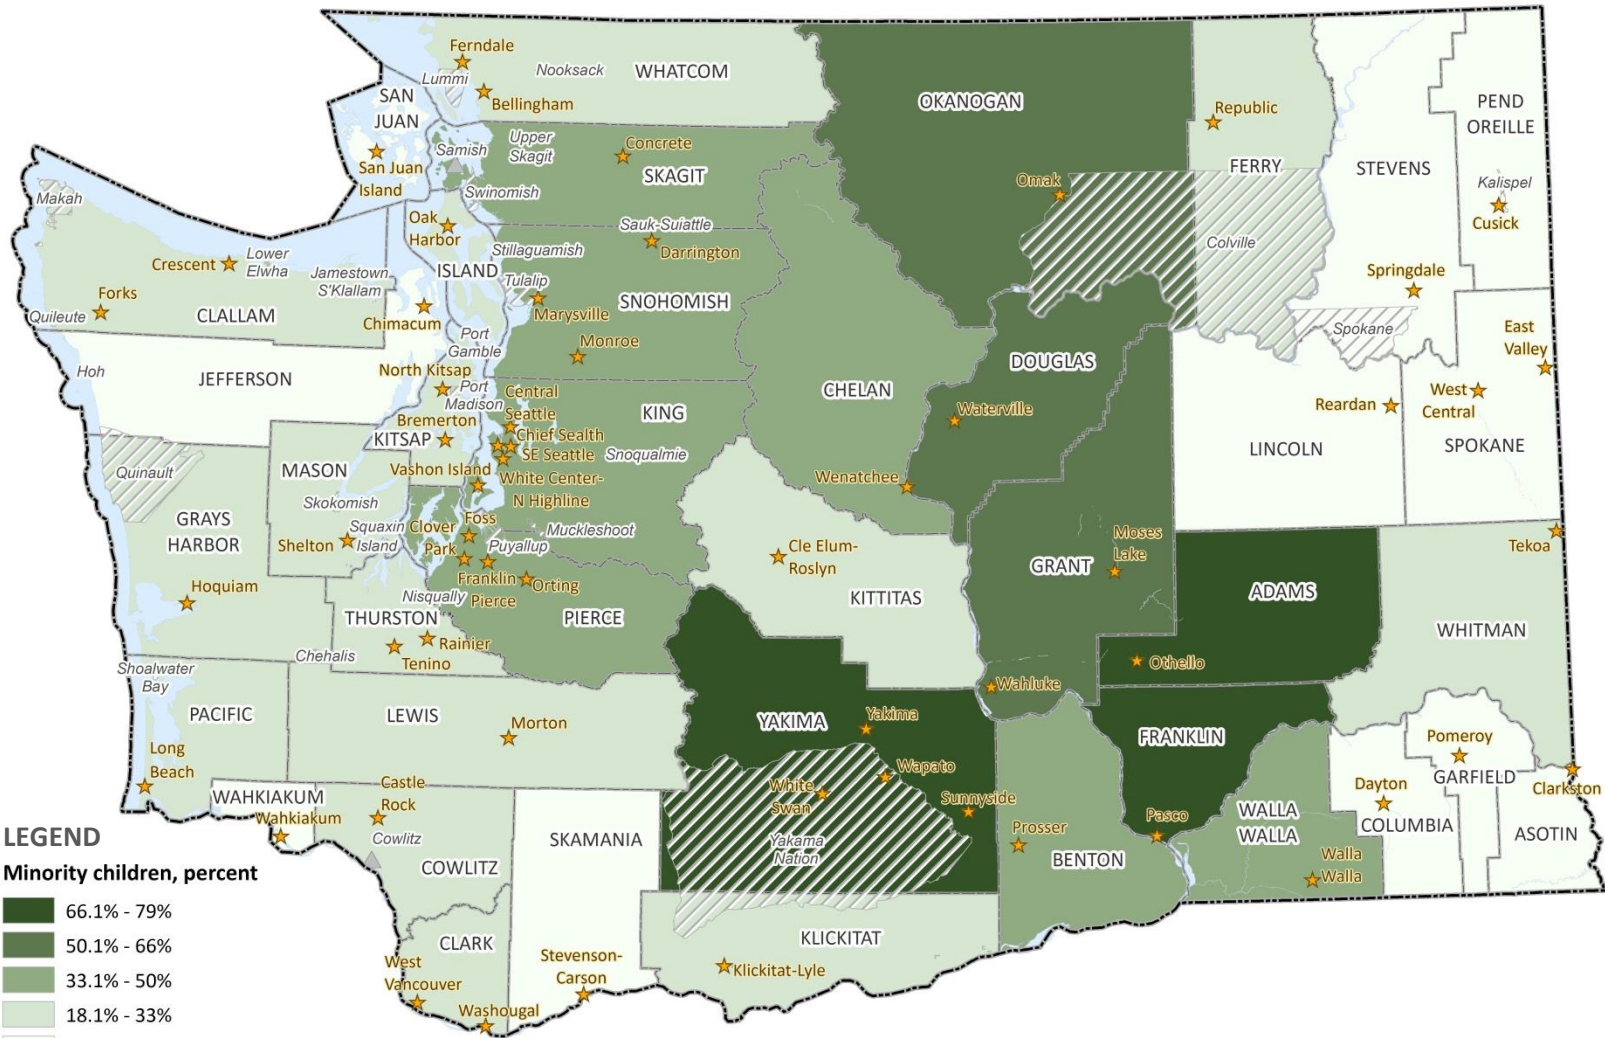 Ferndale
Lummi
Nooksack
WHATCOM
Bellingham
SAN
JUAN
San Juan
Island
Samish
Upper
Skagit
Concrete
SKAGIT
Swinomish
OKANOGAN
Omak
Republic
FERRY
Colville
STEVENS
PEND
OREILLE
Kalispel
Cusick
Springdale
Spokane
East
Valley
Makah
Crescent
Lower
Elwha
Jamestown
S'Klallam
Forks
CLALLAM
Quileute
Oak
Harbor
ISLAND
Chimacum
Sauk-Suiattle
Stillaguamish
Darrington
Tulalip
SNOHOMISH
Marysville
Monroe
Port
Gamble
Hoh
JEFFERSON
North Kitsap
Port
Madison
Bremerton
KITSAP
Central
Seattle
KING
Chief Sealth
SE Seattle
Snoqualmie
Vashon Island
White Center-
N Highline
CHELAN
DOUGLAS
Waterville
Wenatchee
Reardan
LINCOLN
West
Central
SPOKANE
Quinault
MASON
Skokomish
GRAYS
HARBOR
Squaxin
Island
Shelton
Hoquiam
Clover
Park
Foss
Muckleshoot
Puyallup
Franklin
Pierce
Orting
Nisqually
PIERCE
THURSTON
Rainier
Tenino
Chehalis
Cle Elum-
Roslyn
KITTITAS
Moses
Lake
GRANT
ADAMS
Othello
Wahluke
Tekoa
WHITMAN
Shoalwater
Bay
PACIFIC
LEWIS
Morton
Long
Beach
YAKIMA
Yakima
Wapato
White
Swan
Sunnyside
Yakama
Nation
FRANKLIN
Pasco
Prosser
BENTON
WALLA
WALLA
Walla
Walla
Dayton
COLUMBIA
Pomeroy
GARFIELD
Clarkston
ASOTIN
WAHKIAKUM
Wahkiakum
Castle
Rock
Cowlitz
COWLITZ
SKAMANIA
CLARK
West
Vancouver
Washougal
Stevenson-
Carson
KLICKITAT
Klickitat-Lyle
LEGEND
Minority children, percent
66.1% - 79%
50.1% - 66%
33.1% - 50%
18.1% - 33%